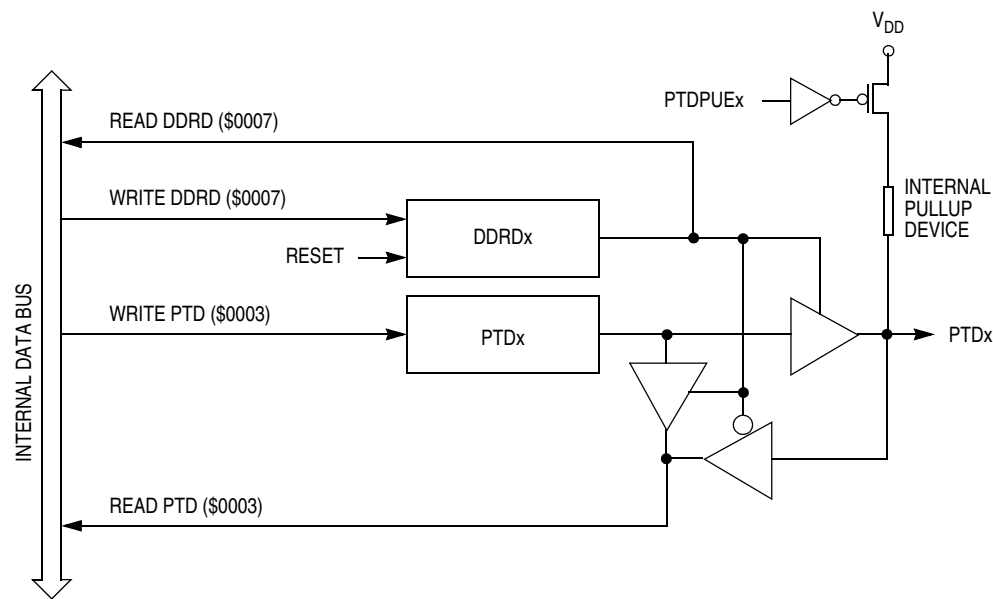 V_DD
PTDPUEx
READ DDRD ($0007)
WRITE DDRD ($0007)
INTERNAL
PULLUP
DEVICE
DDRDx
RESET
WRITE PTD ($0003)
PTDx
PTDx
INTERNAL DATA BUS
READ PTD ($0003)